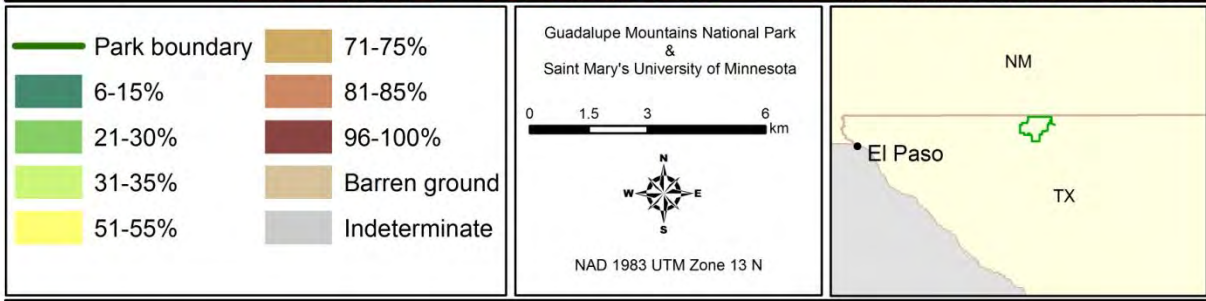 Park boundary
6-15%
21-30%
31-35%
51-55%
71-75%
81-85%
96-100%
Barren ground
Indeterminate
Guadalupe Mountains National Park
&
Saint Mary's University of Minnesota
0 1.5 3 6
km
N
W E
S
NAD 1983 UTM Zone 13 N
NM
El Paso
TX